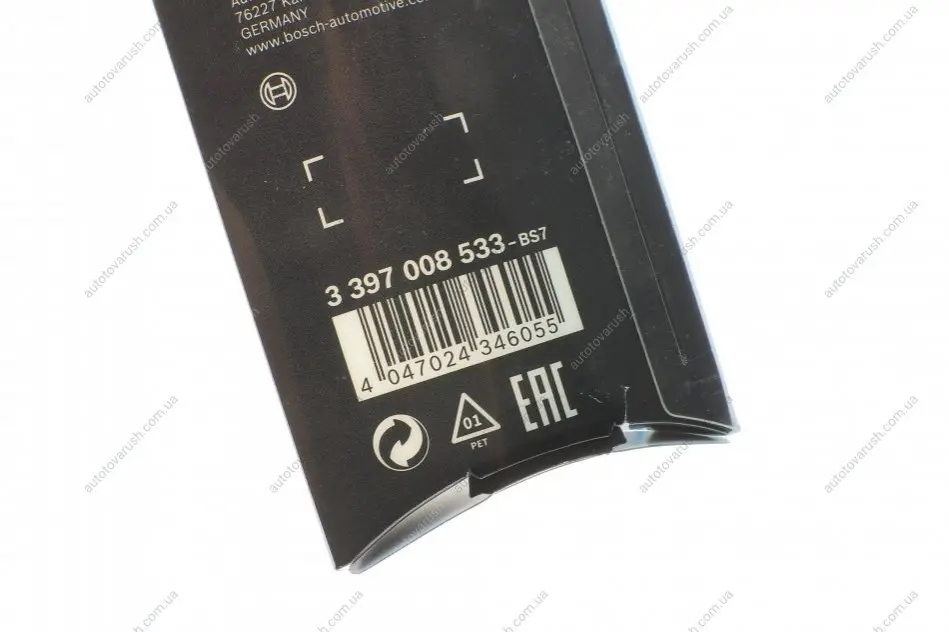 76227
GERMANY
www.bosch-automotive.co
3 397 008 533-BS7
4 047024 346055
01
PET
EAC
autotovarush.com.ua